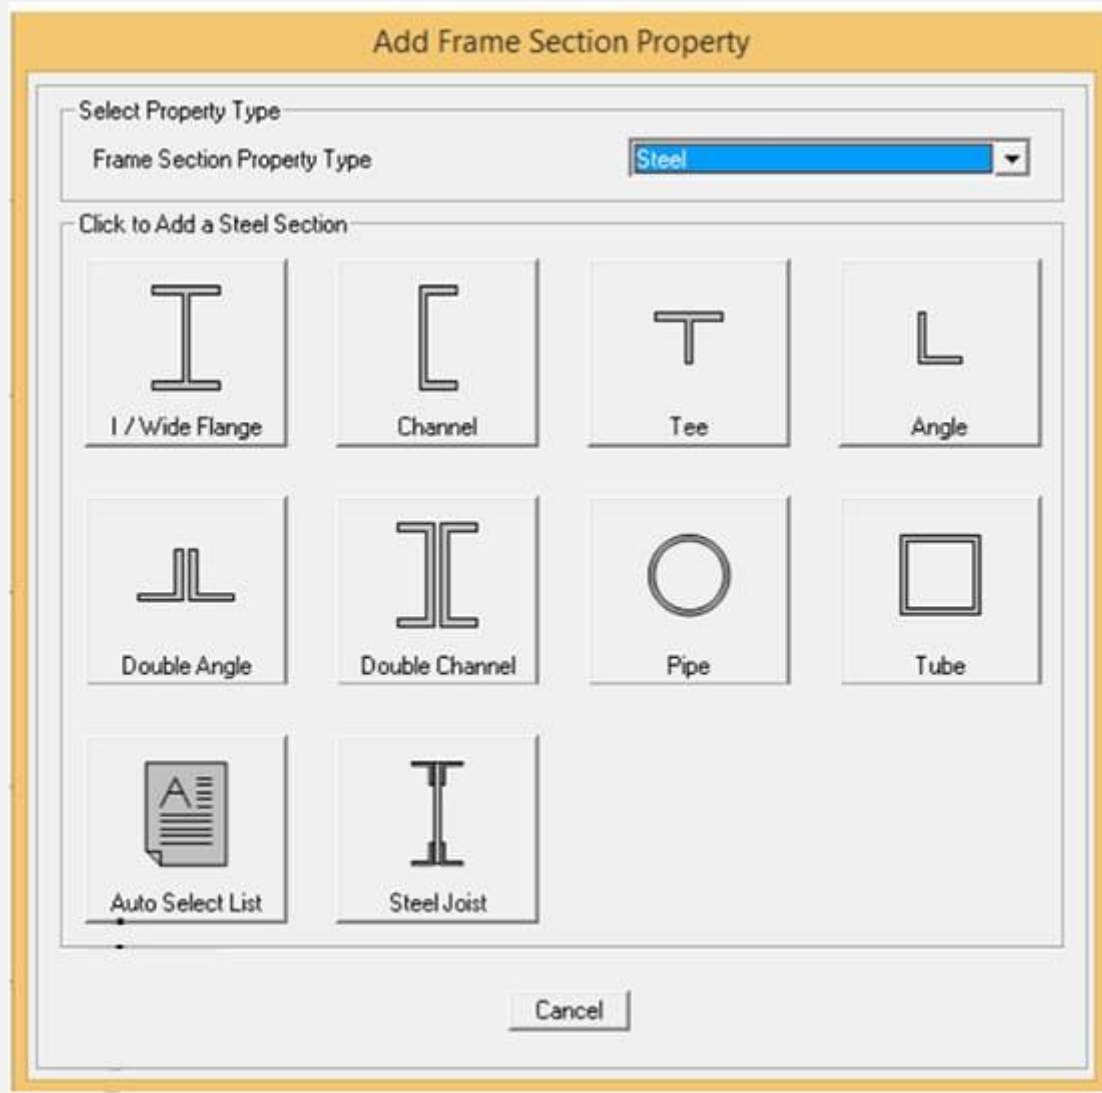 Add Frame Section Property
Select Property Type
Frame Section Property Type Steel
Click to Add a Steel Section
I / Wide Flange Channel Tee Angle
Double Angle Double Channel Pipe Tube
A
Auto Select List Steel Joist
Cancel